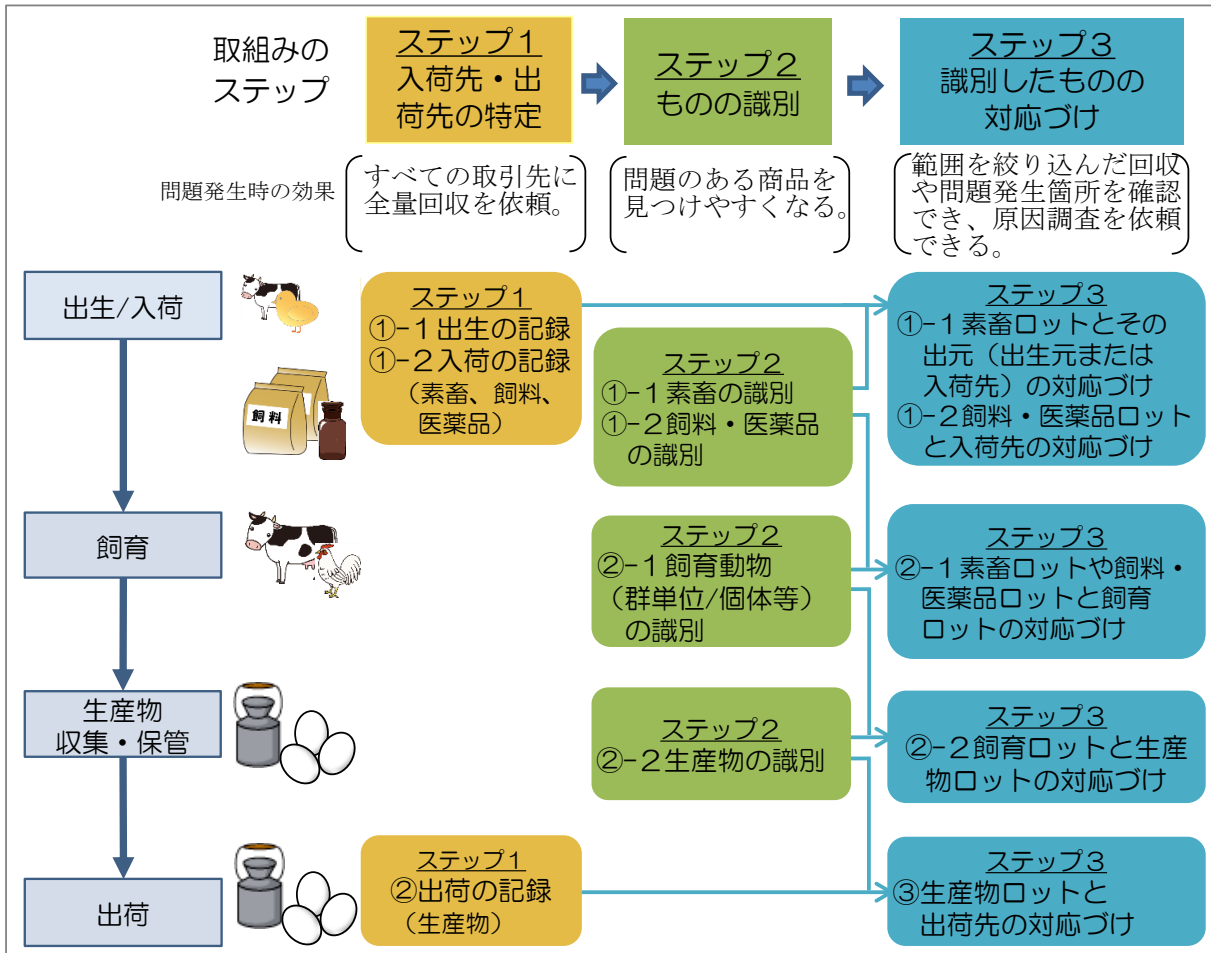 取組みの
ステップ
ステップ1
入荷先・出
荷先の特定
ステップ2
ものの識別
ステップ3
識別したものの
対応づけ
問題発生時の効果
すべての取引先に
全量回収を依頼。
問題のある商品を
見つけやすくなる。
範囲を絞り込んだ回収
や問題発生箇所を確認
でき、原因調査を依頼
できる。
出生/入荷
飼料
ステップ1
①-1出生の記録
①-2入荷の記録
(素畜、飼料、
医薬品)
ステップ2
①-1素畜の識別
①-2飼料・医薬品
の識別
ステップ3
①-1素畜ロットとその
出元(出生元または
入荷先)の対応づけ
①-2飼料・医薬品ロット
と入荷先の対応づけ
飼育
ステップ2
②-1飼育動物
(群単位/個体等)
の識別
ステップ3
②-1素畜ロットや飼料・
医薬品ロットと飼育
ロットの対応づけ
生産物
収集・保管
ステップ2
②-2生産物の識別
ステップ3
②-2飼育ロットと生産
物ロットの対応づけ
出荷
ステップ1
②出荷の記録
(生産物)
ステップ3
③生産物ロットと
出荷先の対応づけ